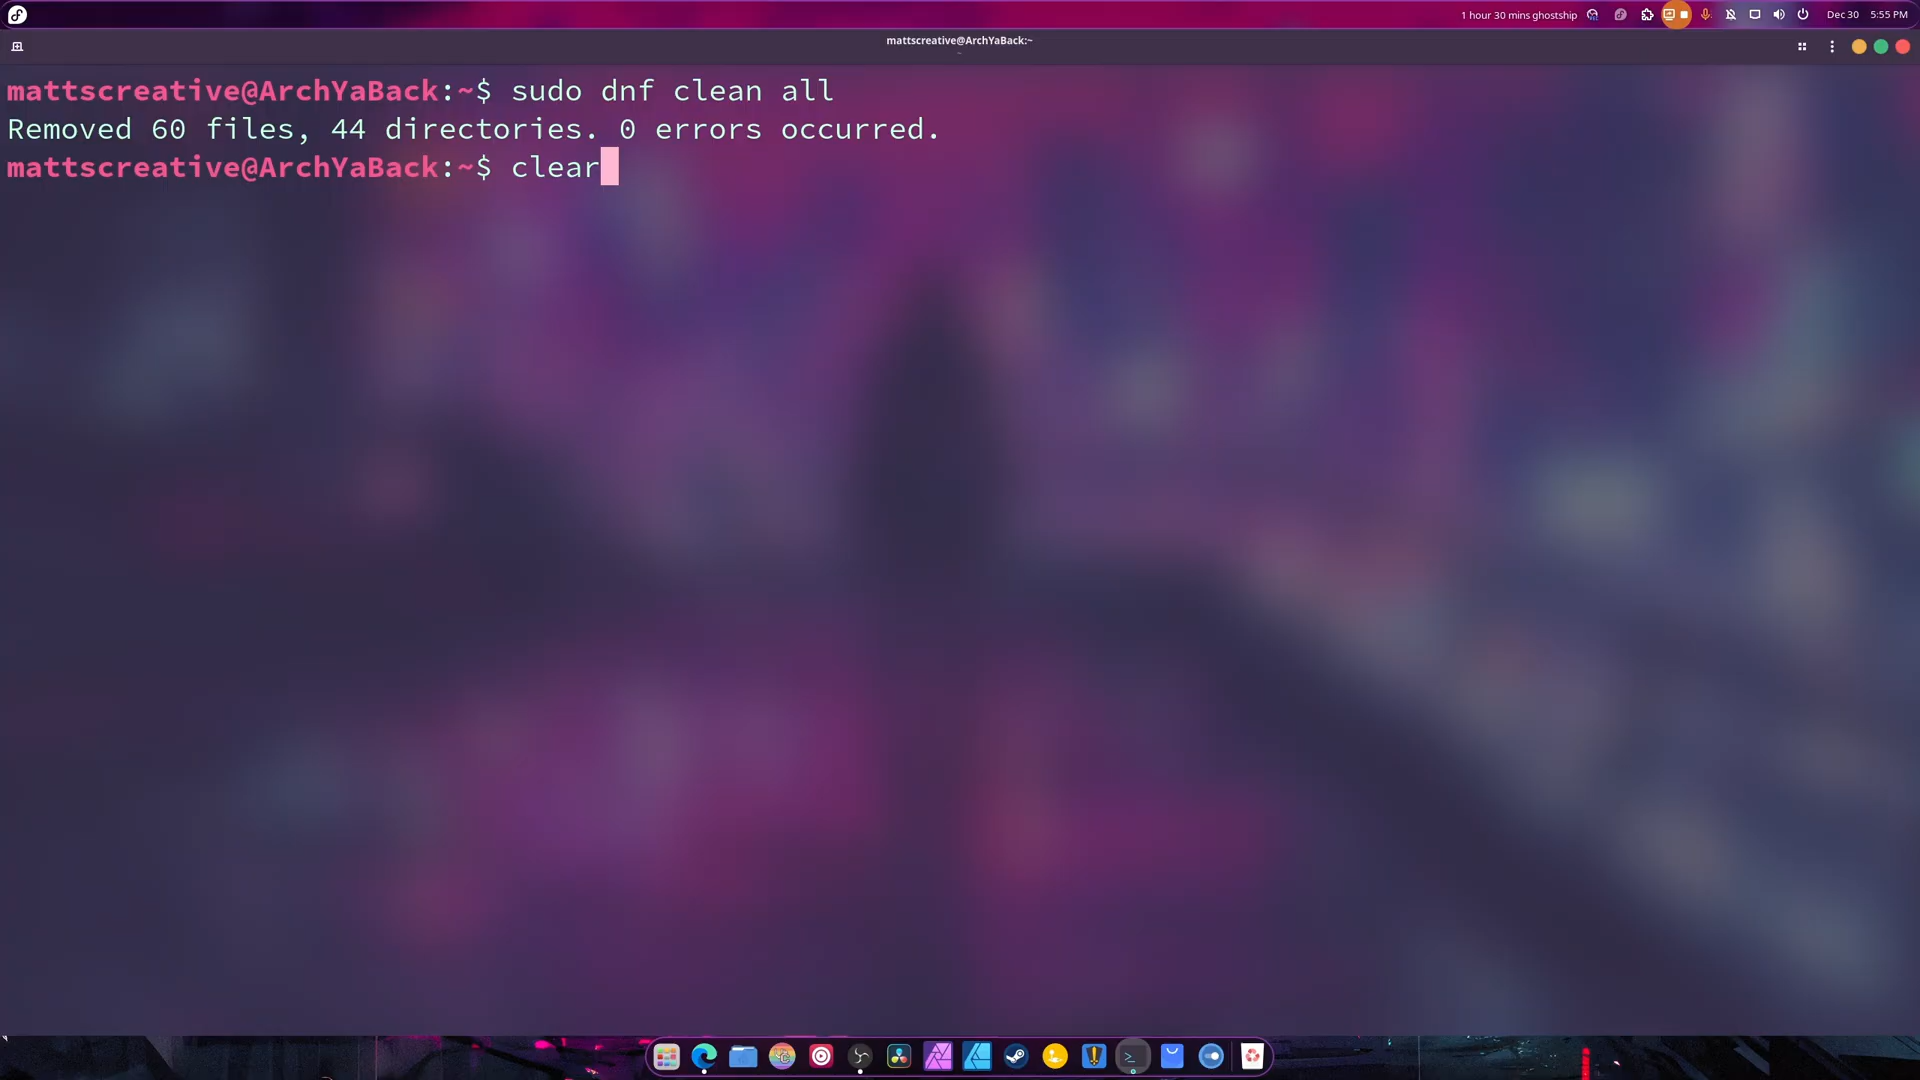 1 hour 30 mins ghostship
Dec 30 5:55 PM
mattscreative@ArchYaBack:~
~
mattscreative@ArchYaBack:~$ sudo dnf clean all
Removed 60 files, 44 directories. 0 errors occurred.
mattscreative@ArchYaBack:~$ clear